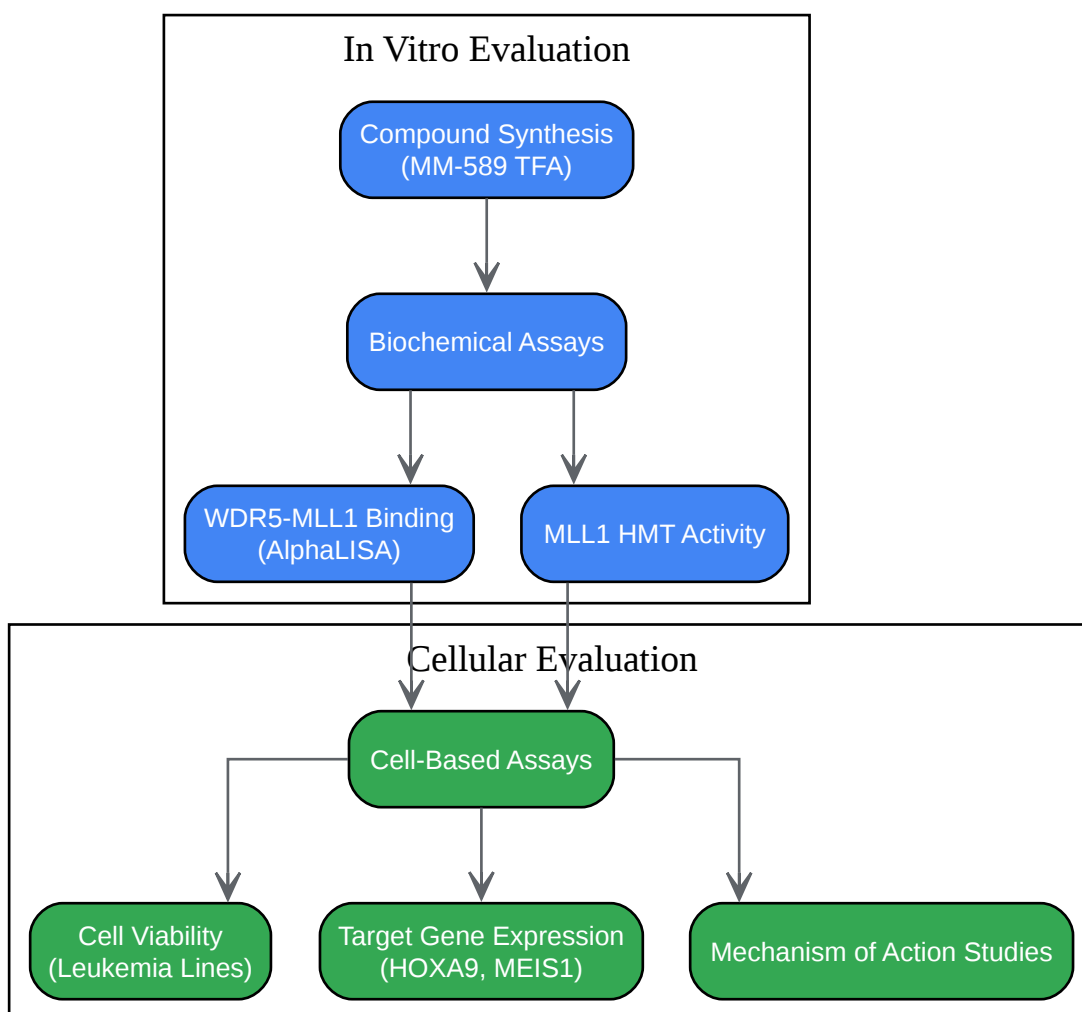 In Vitro Evaluation
Compound Synthesis
(MM-589 TFA)
Biochemical Assays
WDR5-MLL1 Binding
(AlphaLISA)
MLL1 HMT Activity
Cellular Evaluation
Cell-Based Assays
Cell Viability
(Leukemia Lines)
Target Gene Expression
(HOXA9, MEIS1)
Mechanism of Action Studies